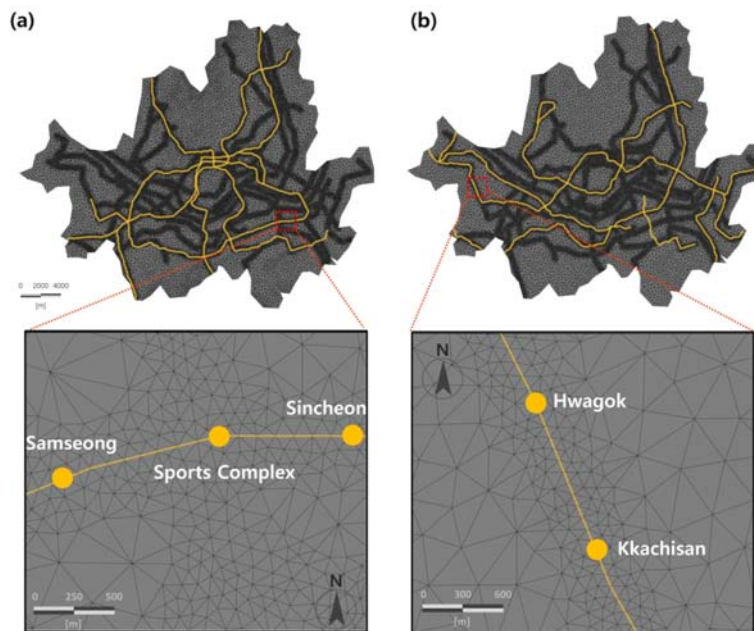 (a)
(b)
0 2000 4000
[m]
Sincheon
Samseong
Sports Complex
0 250 500
[m]
N
N
Hwagok
Kkachisan
0 300 600
[m]